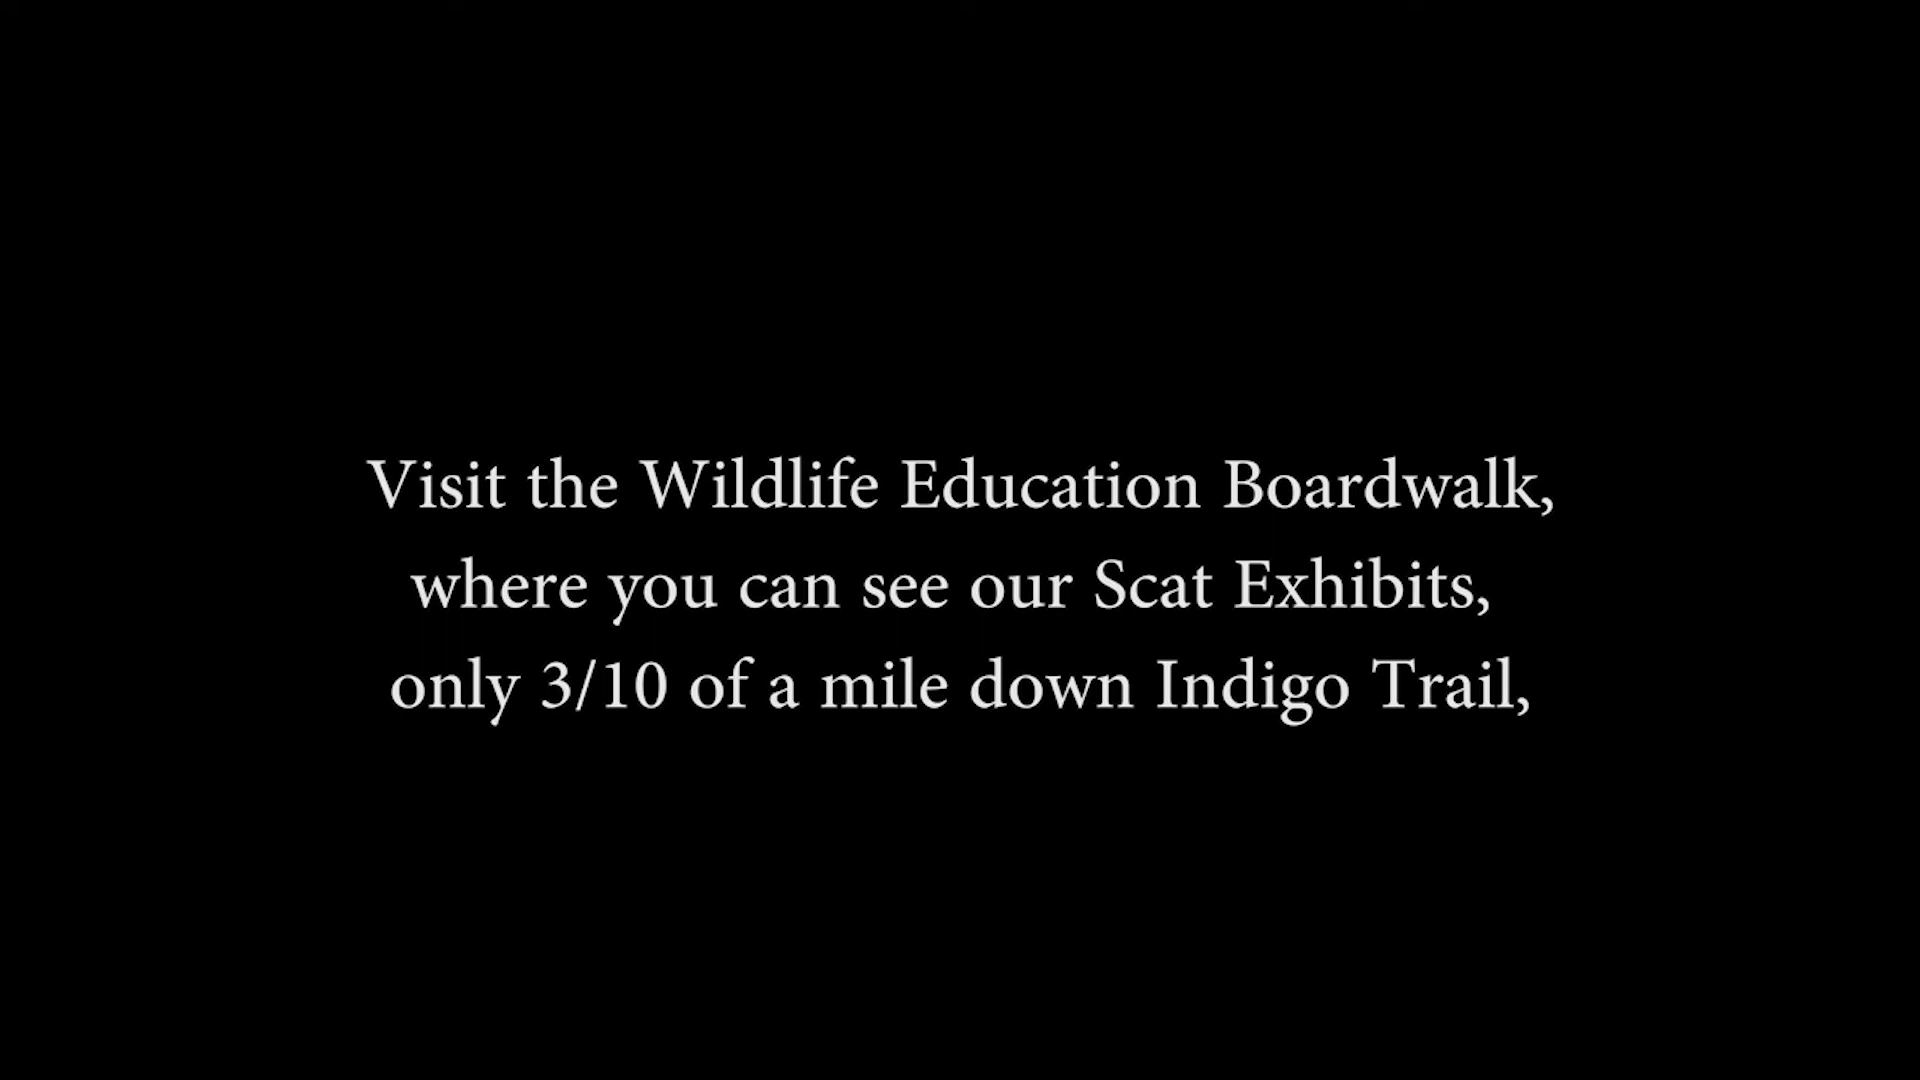 Visit the Wildlife Education Boardwalk,
where you can see our Scat Exhibits,
only 3/10 of a mile down Indigo Trail,